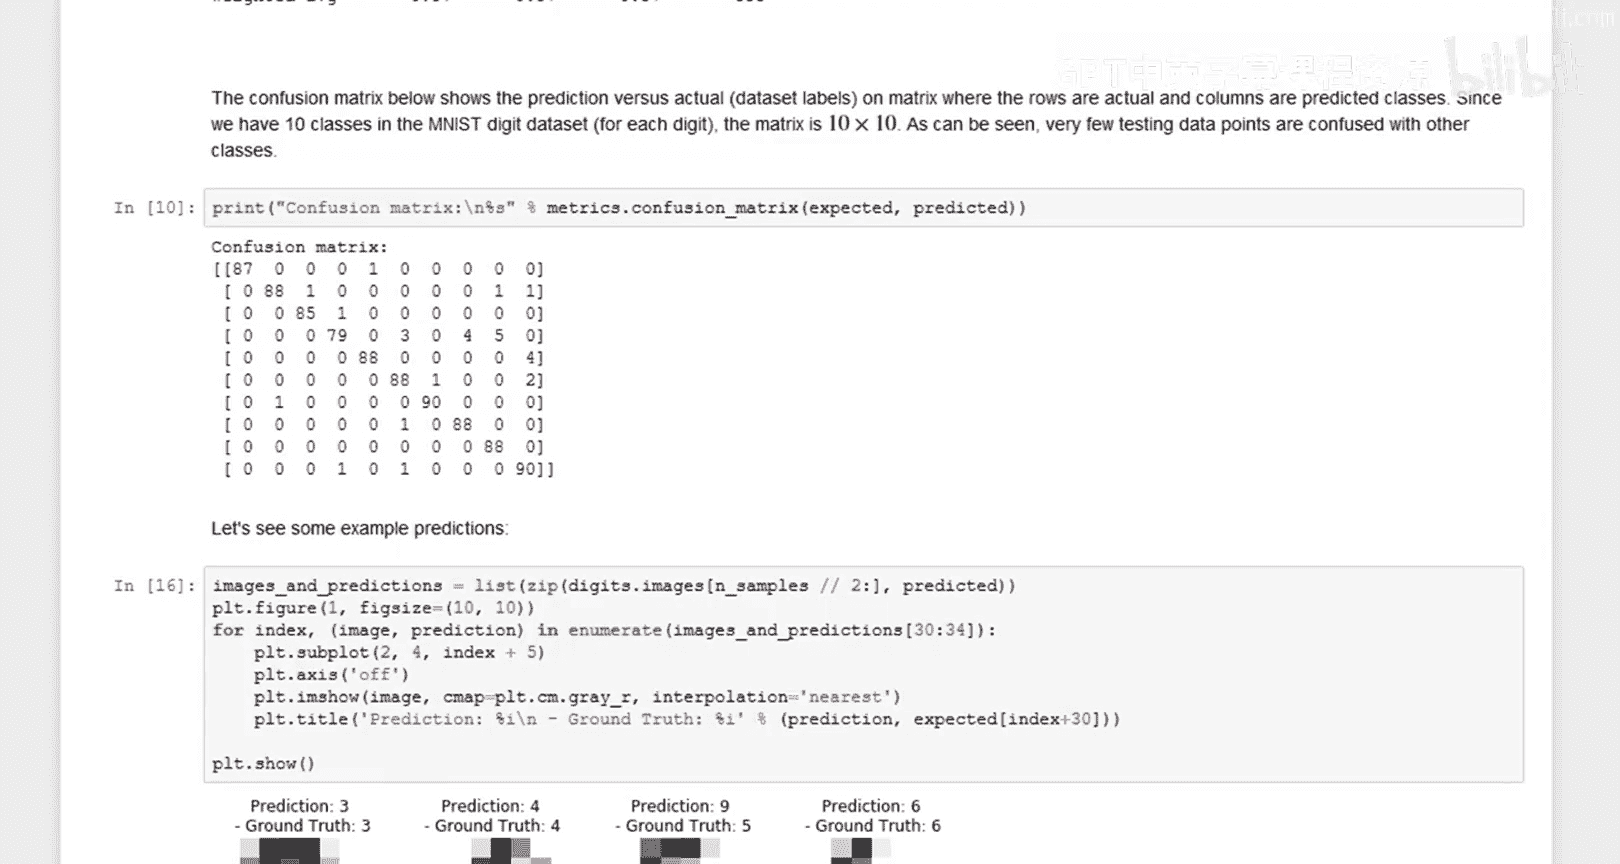 The confusion matrix below shows the prediction versus actual (dataset labels) on matrix where the rows are actual and columns are predicted classes. Since
we have 10 classes in the MNIST digit dataset (for each digit), the matrix is 10 × 10. As can be seen, very few testing data points are confused with other
classes.
In [10]: print("Confusion matrix:\n%s" % metrics.confusion_matrix(expected, predicted))
Confusion matrix:
[[87 0 0 0 1 0 0 0 0 0]
[ 0 88 1 0 0 0 0 0 1 1]
[ 0 0 85 1 0 0 0 0 0 0]
[ 0 0 0 79 0 3 0 4 5 0]
[ 0 0 0 0 88 0 0 0 0 4]
[ 0 0 0 0 0 88 1 0 0 2]
[ 0 1 0 0 0 0 90 0 0 0]
[ 0 0 0 0 0 1 0 88 0 0]
[ 0 0 0 0 0 0 0 0 88 0]
[ 0 0 0 1 0 1 0 0 0 90]]
Let's see some example predictions:
In [16]: images_and_predictions = list(zip(digits.images[n_samples // 2:], predicted))
plt.figure(1, figsize=(10, 10))
for index, (image, prediction) in enumerate(images_and_predictions[30:34]):
    plt.subplot(2, 4, index + 5)
    plt.axis('off')
    plt.imshow(image, cmap=plt.cm.gray_r, interpolation='nearest')
    plt.title('Prediction: %i\n - Ground Truth: %i' % (prediction, expected[index+30]))
plt.show()
Prediction: 3 Prediction: 4 Prediction: 9 Prediction: 6
- Ground Truth: 3 - Ground Truth: 4 - Ground Truth: 5 - Ground Truth: 6